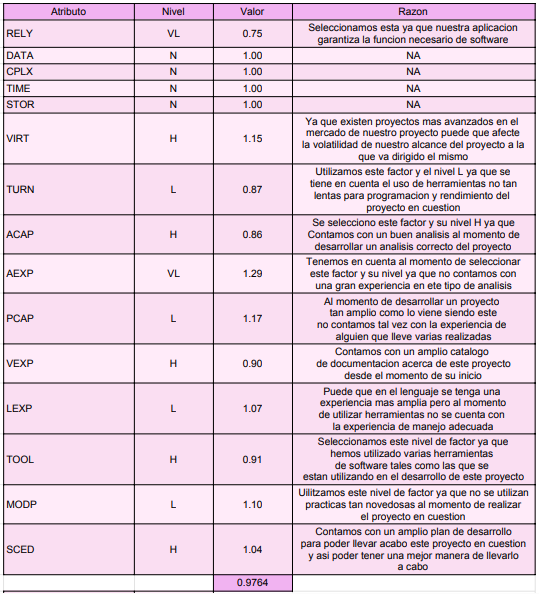 Atributo Nivel Valor Razon
RELY VL 0.75 Seleccionamos esta ya que nuestra aplicacion
garantiza la funcion necesario de software
DATA N 1.00 NA
CPLX N 1.00 NA
TIME N 1.00 NA
STOR N 1.00 NA
VIRT H 1.15 Ya que existen proyectos mas avanzados en el
mercado de nuestro proyecto puede que afecte
la volatilidad de nuestro alcance del proyecto a la
que va dirigido el mismo
TURN L 0.87 Utilizamos este factor y el nivel L ya que se
tiene en cuenta el uso de herramientas no tan
lentas para programacion y rendimiento del
proyecto en cuestion
ACAP H 0.86 Se selecciono este factor y su nivel H ya que
Contamos con un buen analisis al momento de
desarrollar un analisis correcto del proyecto
AEXP VL 1.29 Tenemos en cuenta al momento de seleccionar
este factor y su nivel ya que no contamos con
una gran experiencia en ete tipo de analisis
PCAP L 1.17 Al momento de desarrollar un proyecto
tan amplio como lo viene siendo este
no contamos tal vez con la experiencia de
alguien que lleve varias realizadas
VEXP H 0.90 Contamos con un amplio catalogo
de documentacion acerca de este proyecto
desde el momento de su inicio
LEXP L 1.07 Puede que en el lenguaje se tenga una
experiencia mas amplia pero al momento
de utilizar herramientas no se cuenta con
la experiencia de manejo adecuada
TOOL H 0.91 Seleccionamos este nivel de factor ya que
hemos utilizado varias herramientas
de software tales como las que se
estan utilizando en el desarrollo de este proyecto
MODP L 1.10 Uilitzamos este nivel de factor ya que no se utilizan
practicas tan novedosas al momento de realizar
el proyecto en cuestion
SCED H 1.04 Contamos con un amplio plan de desarrollo
para poder llevar acabo este proyecto en cuestion
y asi poder tener una mejor manera de llevarlo
a cabo
0.9764